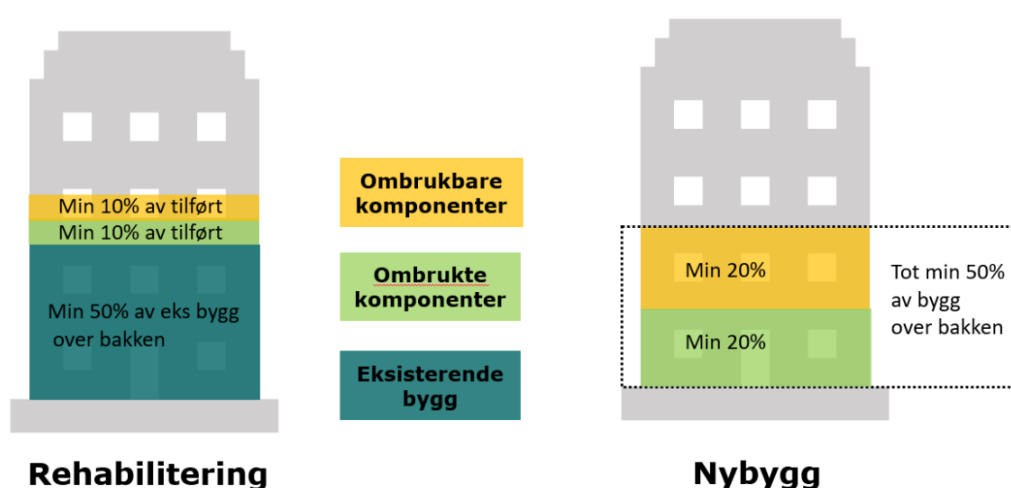 Min 10% av tilført
Min 10% av tilført
Min 50% av eks bygg
over bakken
Rehabilitering
Ombrukbare
komponenter
Ombrukte
komponenter
Eksisterende
bygg
Min 20%
Min 20%
Tot min 50%
av bygg
over bakken
Nybygg